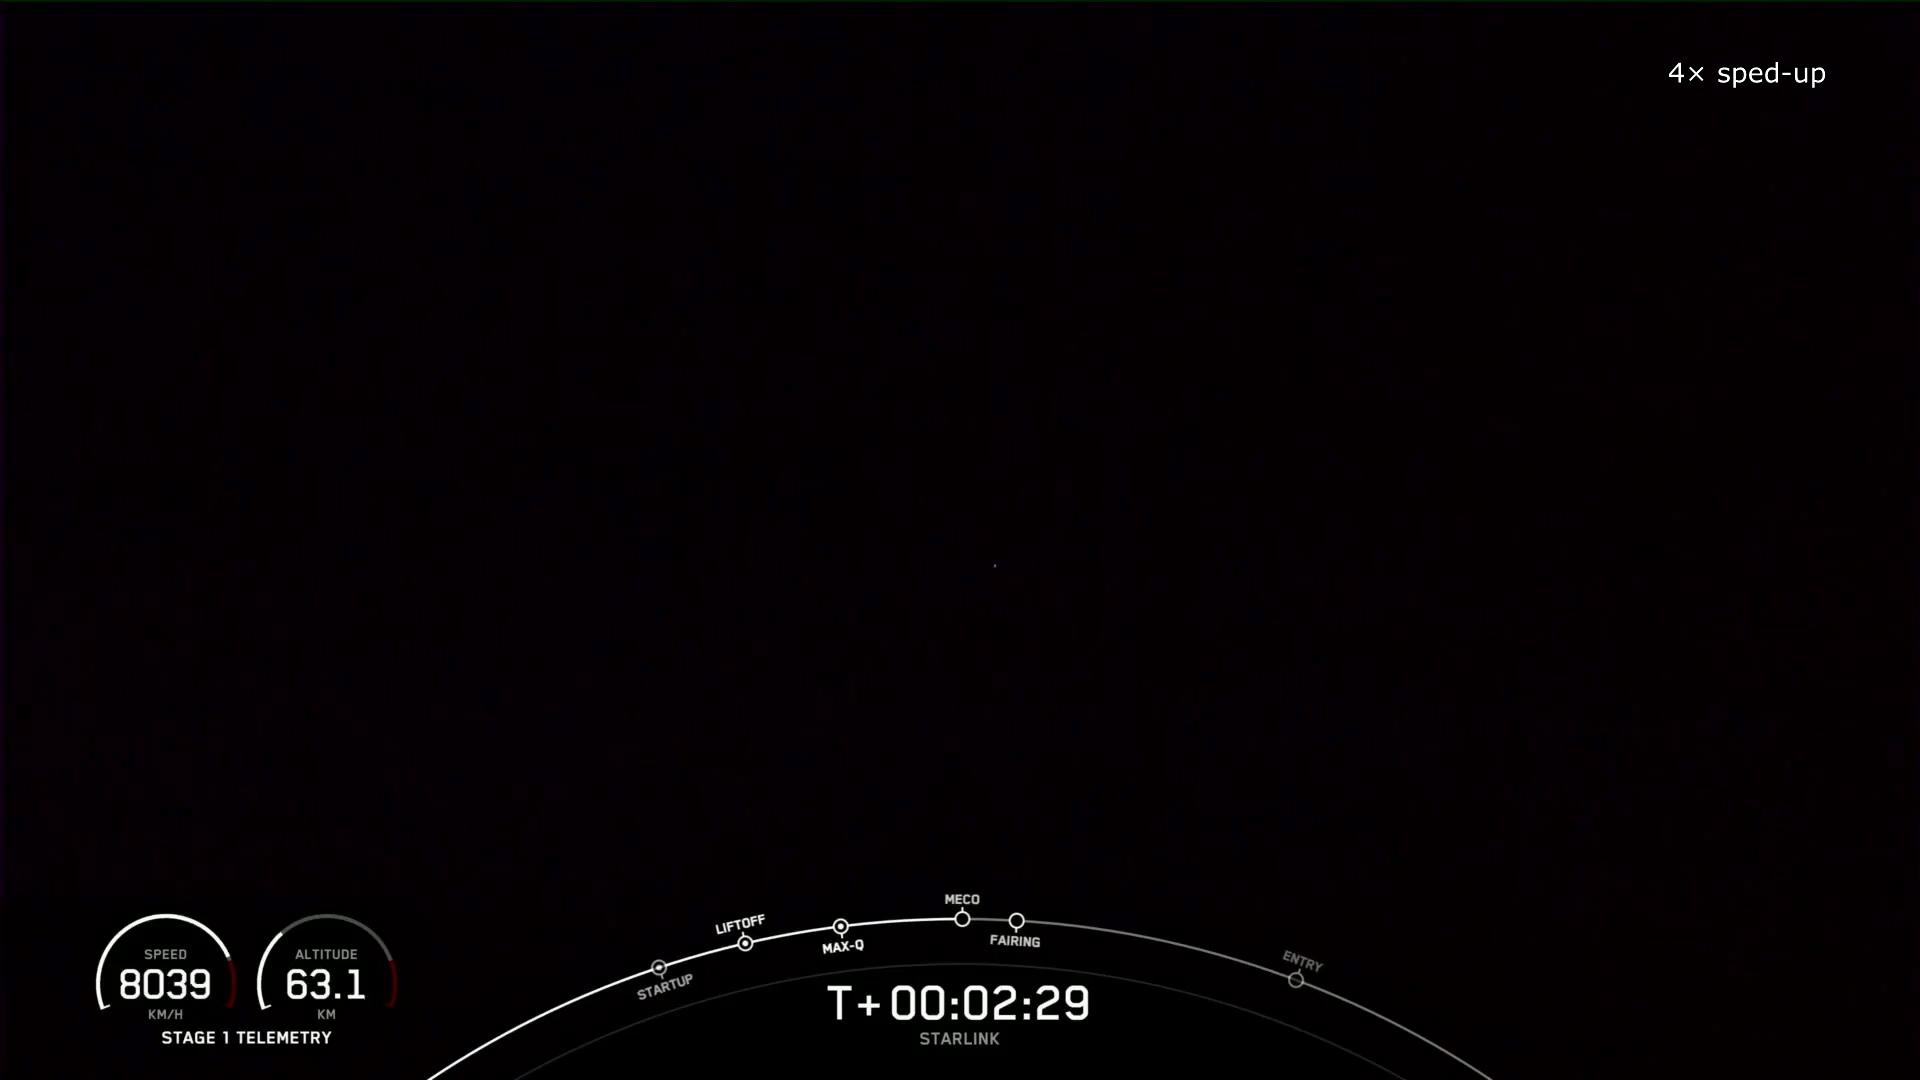 4× sped-up
MECO
LIFTOFF
MAX-Q
FAIRING
STARTUP
ENTRY
SPEED
8039
KM/H
ALTITUDE
63.1
KM
STAGE 1 TELEMETRY
T+00:02:29
STARLINK